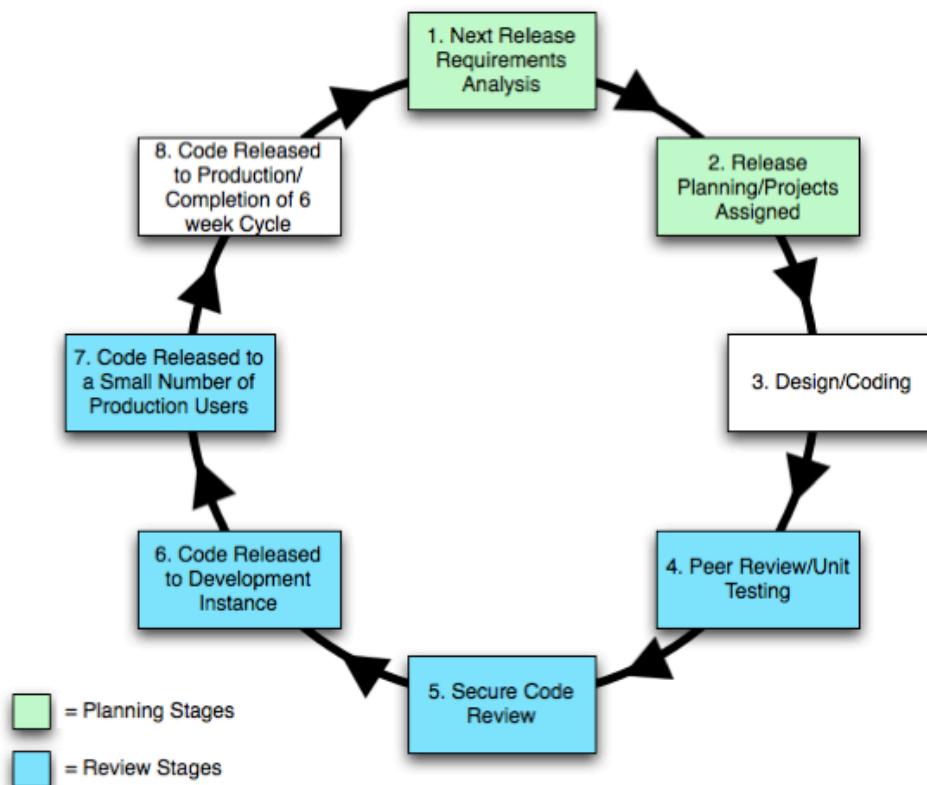 1. Next Release
Requirements
Analysis
2. Release
Planning/Projects
Assigned
3. Design/Coding
4. Peer Review/Unit
Testing
5. Secure Code
Review
6. Code Released
to Development
Instance
7. Code Released to
a Small Number of
Production Users
8. Code Released
to Production/
Completion of 6
week Cycle
= Planning Stages
= Review Stages